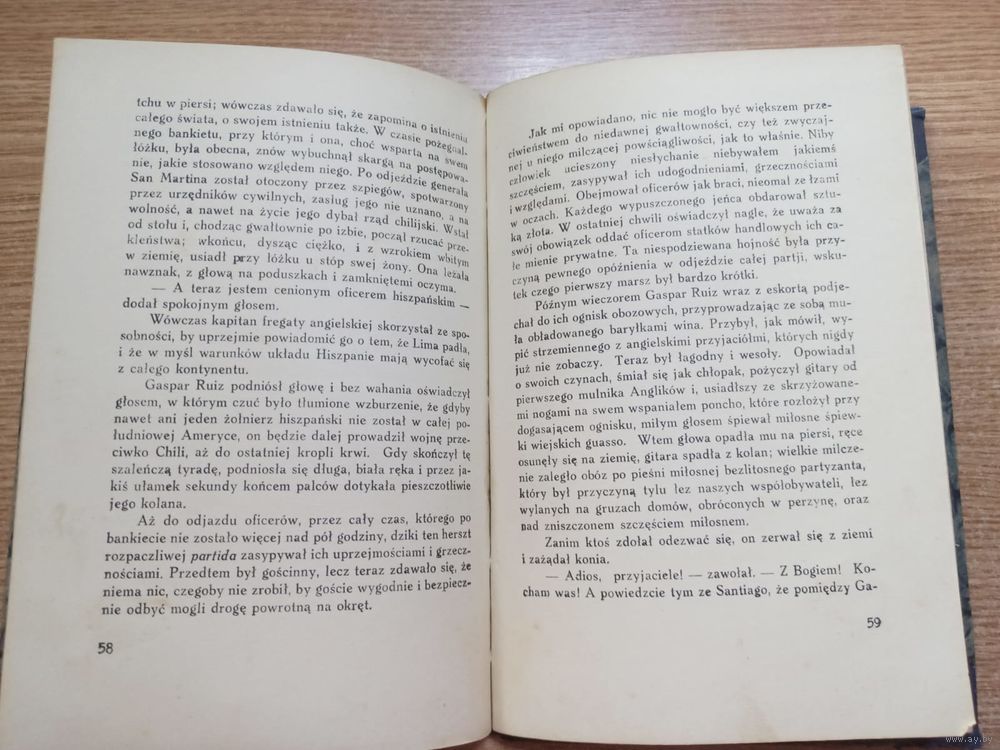 tchu w piersi; wówczas zdawało się, że zapomina o istnieniu
całego świata, o swojem istnieniu także. W czasie pożegnal-
nego bankietu, przy którym i ona, choć wsparta na swem
łóżku, była obecna, znów wybuchnął skargą na postępowa-
nie, jakie stosowano względem niego. Po odjeździe generała
San Martina został otoczony przez szpiegów, spotwarzony
przez urzędników cywilnych, zasług jego nie uznano, a na
wolność, a nawet na życie jego dybał rząd chilijski. Wstał
od stołu i, chodząc gwałtownie po izbie, począł rzucać prze-
kleństwa; wkońcu, dysząc ciężko, i z wzrokiem wbitym
w ziemię, usiadł przy łóżku u stóp swej żony. Ona leżała
nawznak, z głową na poduszkach i zamkniętemi oczyma.
— A teraz jestem cenionym oficerem hiszpańskim —
dodał spokojnym głosem.
Wówczas kapitan fregaty angielskiej skorzystał ze spo-
sobności, by uprzejmie powiadomić go o tem, że Lima padła,
i że w myśl warunków układu Hiszpanie mają wycofać się
z całego kontynentu.
Gaspar Ruiz podniósł głowę i bez wahania oświadczył
głosem, w którym czuć było tłumione wzburzenie, że gdyby
nawet ani jeden żołnierz hiszpański nie został w całej po-
łudniowej Ameryce, on będzie dalej prowadził wojnę prze-
ciwko Chili, aż do ostatniej kropli krwi. Gdy skończył tę
szaleńczą tyradę, podniosła się długa, biała ręka i przez ja-
kiś ułamek sekundy końcem palców dotykała pieszczotliwie
jego kolana.
Aż do odjazdu oficerów, przez cały czas, którego po
bankiecie nie zostało więcej nad pół godziny, dziki ten herszt
rozpaczliwej partida zasypywał ich uprzejmościami i grzecz-
nościami. Przedtem był gościnny, lecz teraz zdawało się, że
niema nic, czegoby nie zrobił, by goście wygodnie i bezpiecz-
nie odbyć mogli drogę powrotną na okręt.
58
Jak mi opowiadano, nic nie mogło być większem prze-
ciwieństwem do niedawnej gwałtowności, czy też zwyczaj-
nej u niego milczącej powściągliwości, jak to właśnie. Niby
człowiek ucieszony niesłychanie niebywałem jakiemś
szczęściem, zasypywał ich udogodnieniami, grzecznościami
i względami. Obejmował oficerów jak braci, nieomal ze łzami
w oczach. Każdego wypuszczonego jeńca obdarował sztu-
ką złota. W ostatniej chwili oświadczył nagle, że uważa za
swój obowiązek oddać oficerom statków handlowych ich ca-
łe mienie prywatne. Ta niespodziewana hojność była przy-
czyną pewnego opóźnienia w odjeździe całej partji, wsku-
tek czego pierwszy marsz był bardzo krótki.
Późnym wieczorem Gaspar Ruiz wraz z eskortą podje-
chał do ich ognisk obozowych, przyprowadzając ze sobą mu-
ła obładowanego baryłkami wina. Przybył, jak mówił, wy-
pić strzemiennego z angielskimi przyjaciółmi, których nigdy
już nie zobaczy. Teraz był łagodny i wesoły. Opowiadał
o swoich czynach, śmiał się jak chłopak, pożyczył gitary od
pierwszego mulnika Anglików i, usiadłszy ze skrzyżowane-
mi nogami na swem wspaniałem poncho, które rozłożył przy
dogasającem ognisku, miłym głosem śpiewał miłosne śpiew-
ki wiejskich guasso. Wtem głowa opadła mu na piersi, ręce
osunęły się na ziemię, gitara spadła z kolan; wielkie milcze-
nie zaległo obóz po pieśni miłosnej bezlitosnego partyzanta,
który był przyczyną tylu lez naszych współobywateli, lez
wylanych na gruzach domów, obróconych w perzynę, oraz
nad zniszczonem szczęściem miłosnem.
Zanim ktoś zdołał odezwać się, on zerwał się z ziemi
i zażądał konia.
— Adios, przyjaciele! — zawołał. — Z Bogiem! Ko-
cham was! A powiedzcie tym ze Santiago, że pomiędzy Ga-
59
www.ay.by